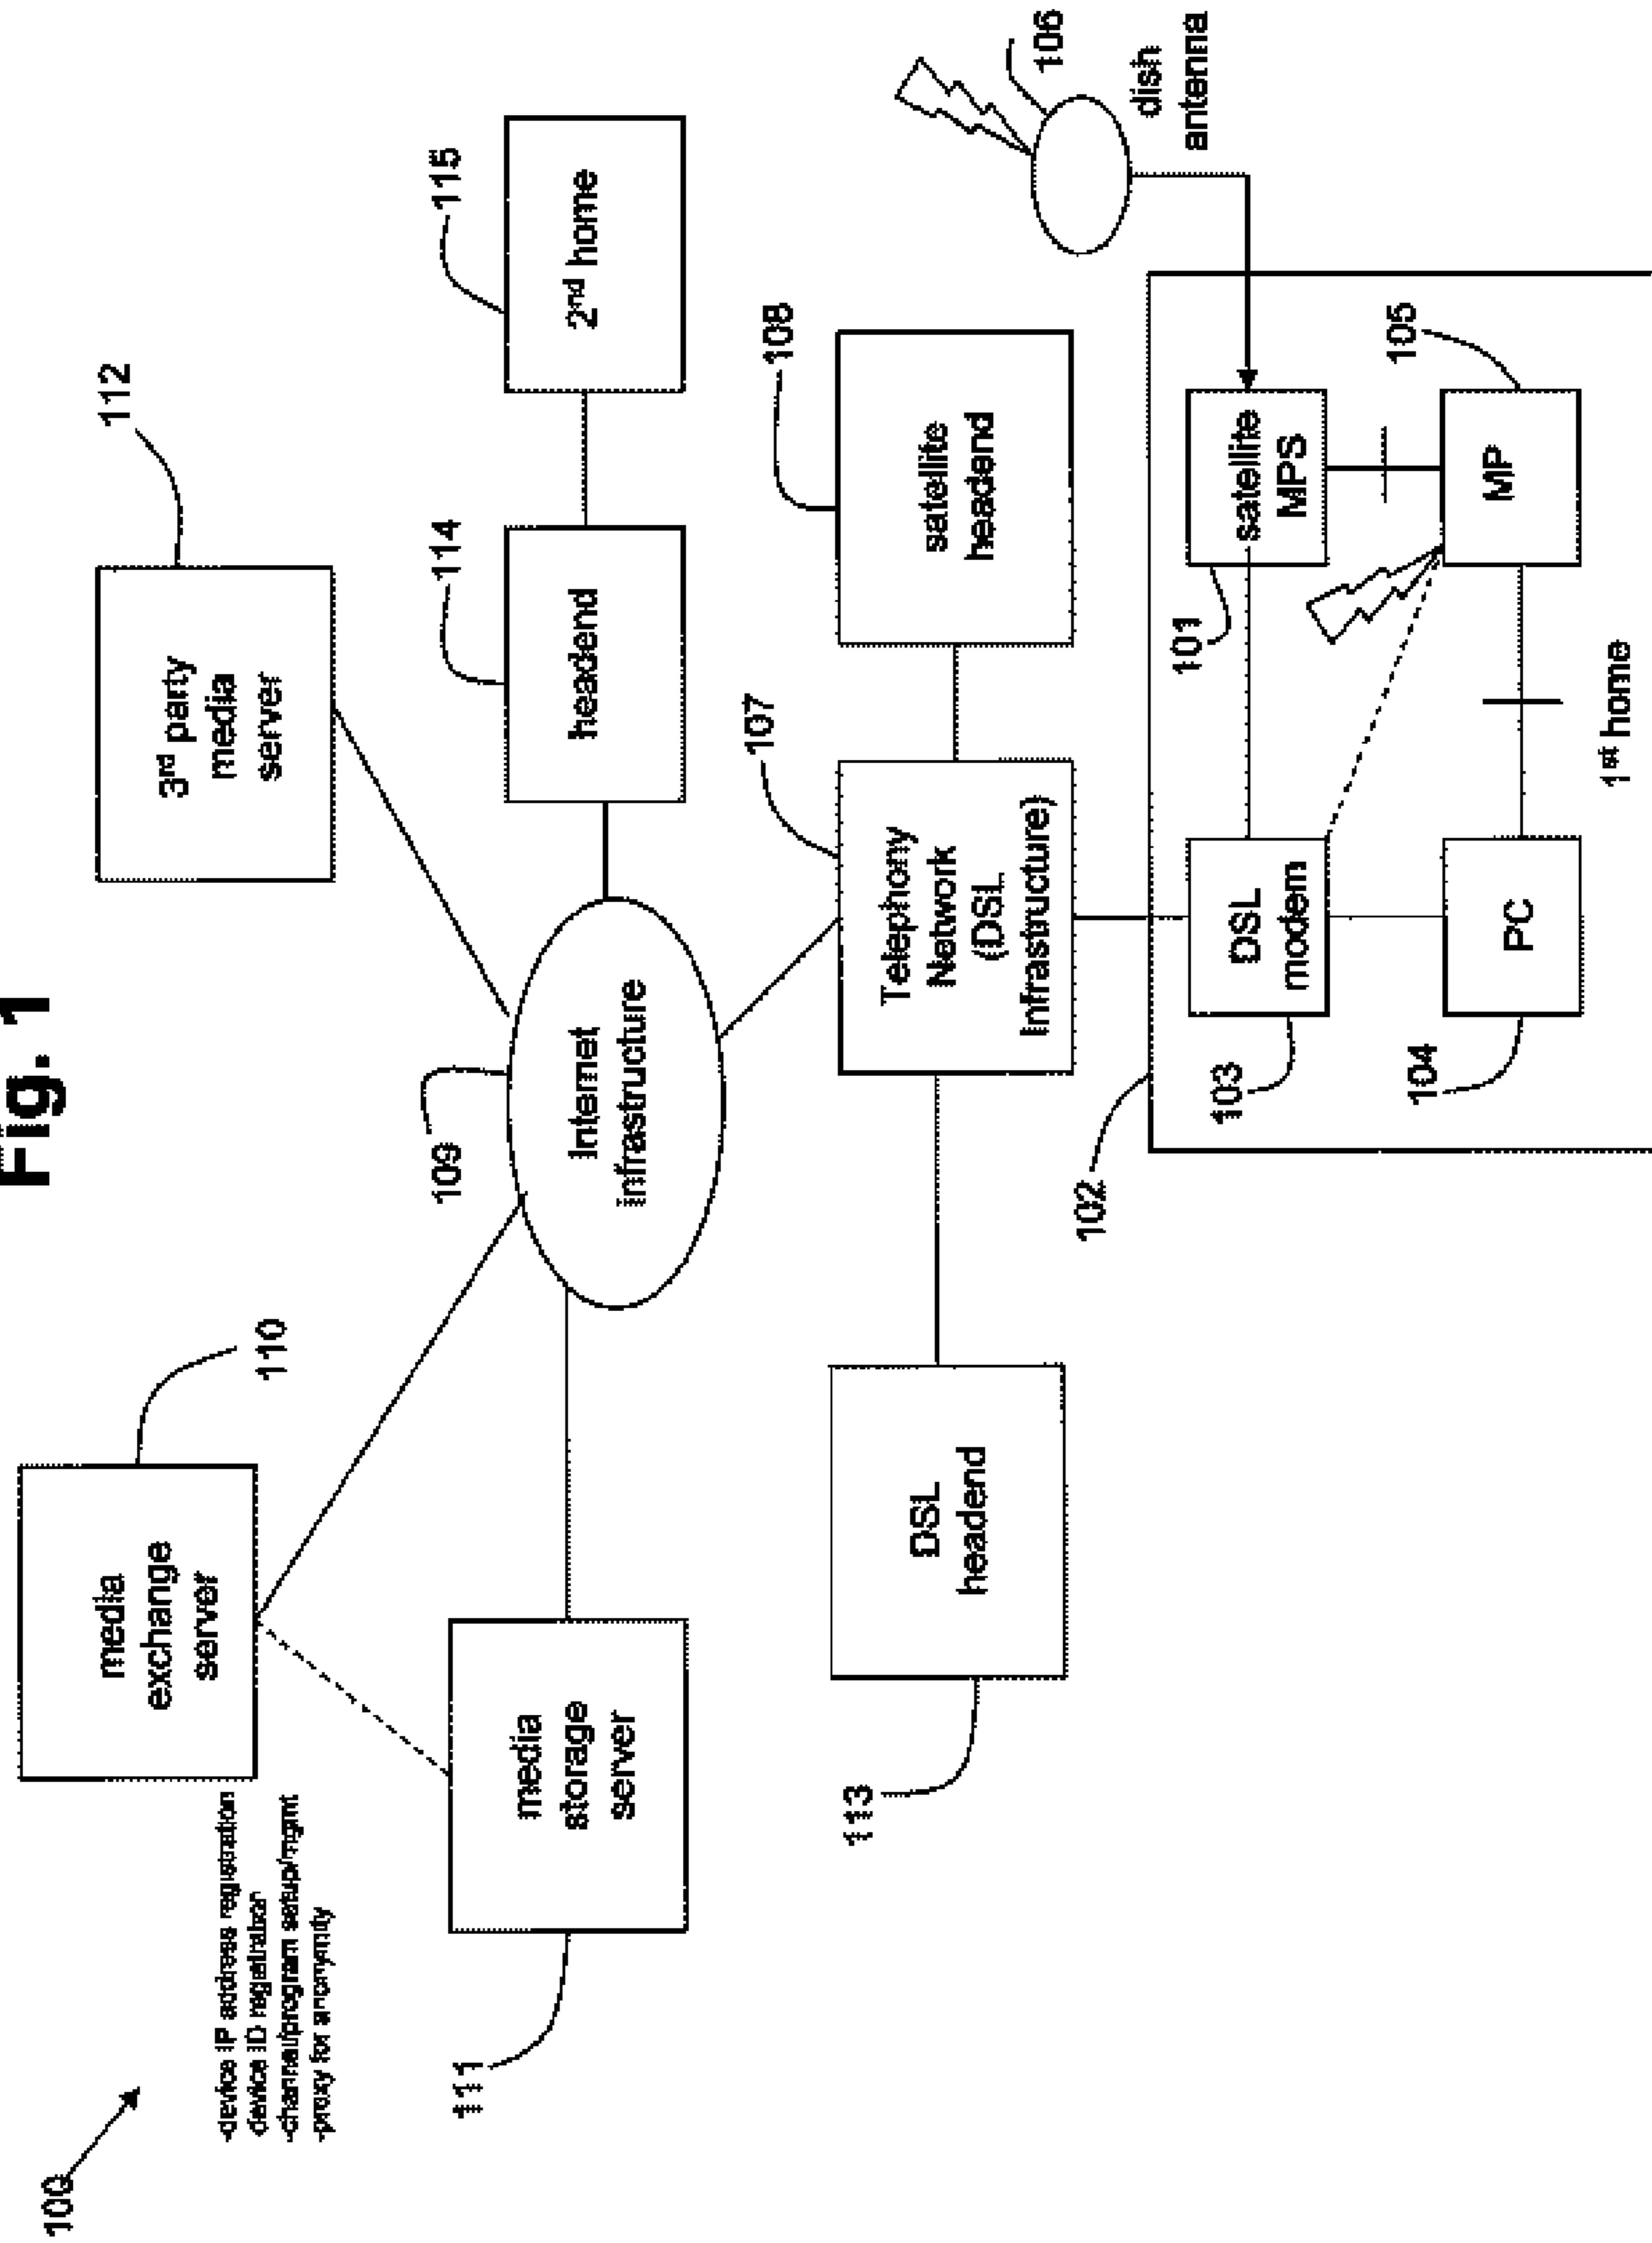 Fig. 1
100
-device IP address registration
-device ID registration
-channel/program setup/mgmt
-proxy for anonymity
media
exchange
server
110
3rd party
media
server
112
111
media
storage
server
109
Internet
infrastructure
headend
114
2nd home
115
113
DSL
headend
Telephony
Network
(DSL
Infrastructure)
107
satellite
headend
108
106
dish
antenna
102
103
DSL
modem
101
satellite
MPS
104
PC
MP
105
1st home